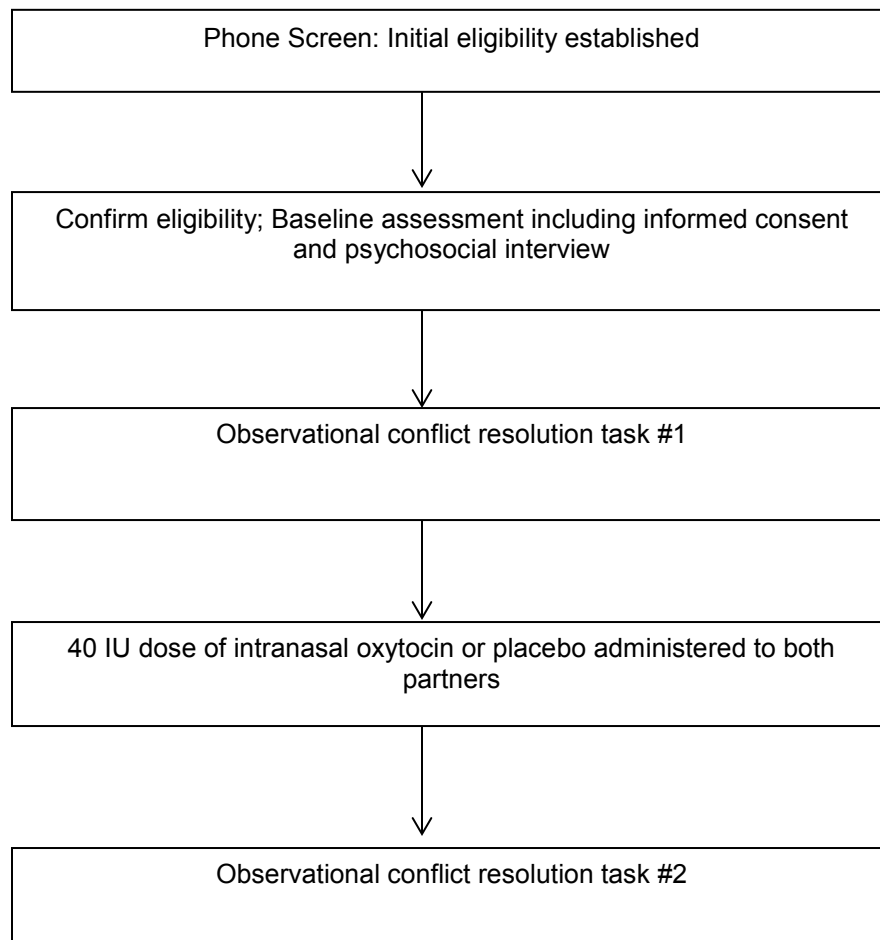 Phone Screen: Initial eligibility established
Confirm eligibility; Baseline assessment including informed consent
and psychosocial interview
Observational conflict resolution task #1
40 IU dose of intranasal oxytocin or placebo administered to both
partners
Observational conflict resolution task #2